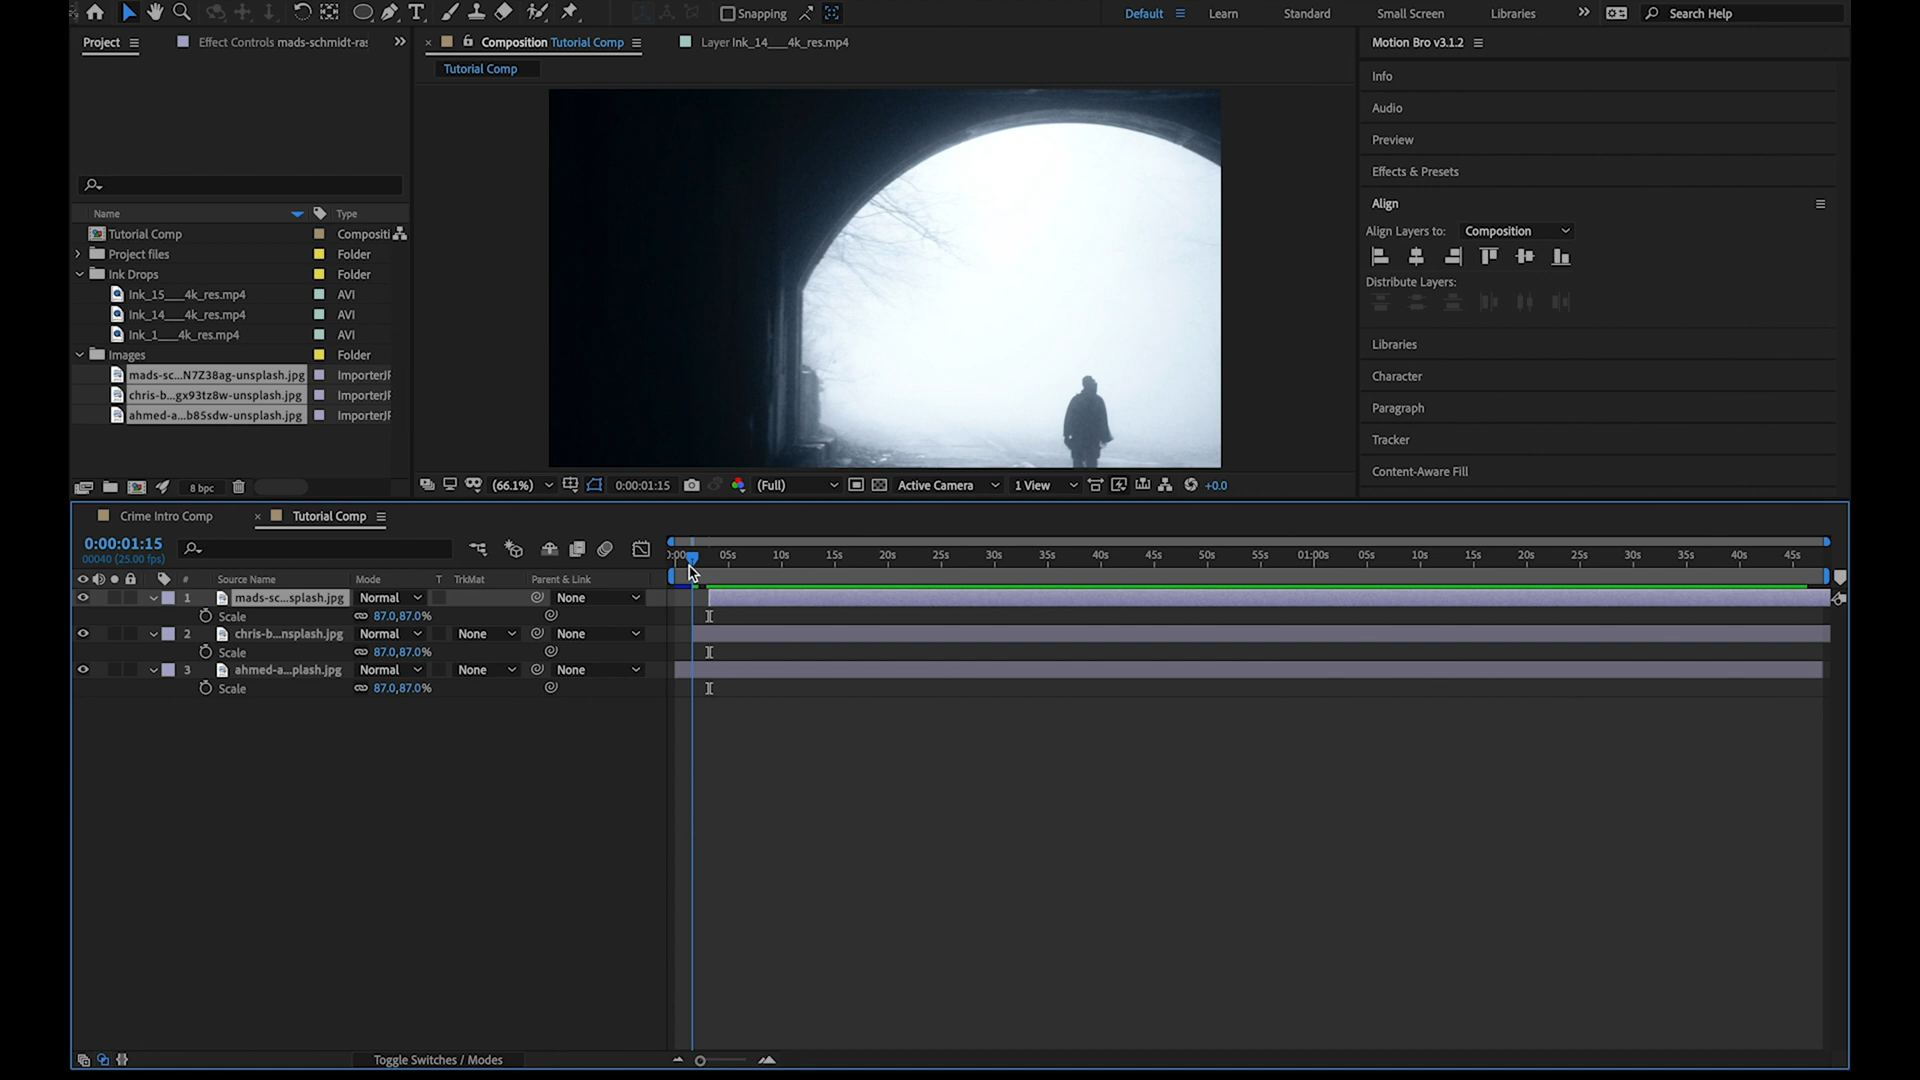 Snapping
Default
Learn
Standard
Small Screen
Libraries
Search Help
Project
Effect Controls mads-schmidt-ras
Composition Tutorial Comp
Layer Ink_14___4k_res.mp4
Motion Bro v3.1.2
Tutorial Comp
Info
Audio
Preview
Effects & Presets
Align
Align Layers to: Composition
Distribute Layers:
Libraries
Character
Paragraph
Tracker
Content-Aware Fill
Name
Type
Tutorial Comp
Compositi
Project files
Folder
Ink Drops
Folder
Ink_15___4k_res.mp4
AVI
Ink_14___4k_res.mp4
AVI
Ink_1___4k_res.mp4
AVI
Images
Folder
mads-sc...N7Z38ag-unsplash.jpg
ImporterJF
chris-b...gx93tz8w-unsplash.jpg
ImporterJF
ahmed-a...b85sdw-unsplash.jpg
ImporterJF
8 bpc
(66.1%)
0:00:01:15
(Full)
Active Camera
1 View
+0.0
Crime Intro Comp
Tutorial Comp
0:00:01:15
00040 (25.00 fps)
0:00 05s 10s 15s 20s 25s 30s 35s 40s 45s 50s 55s 01:00s 05s 10s 15s 20s 25s 30s 35s 40s 45s
# Source Name Mode T TrkMat Parent & Link
1 mads-sc...splash.jpg Normal None
Scale 87.0,87.0%
2 chris-b...nsplash.jpg Normal None None
Scale 87.0,87.0%
3 ahmed-a...plash.jpg Normal None None
Scale 87.0,87.0%
Toggle Switches / Modes